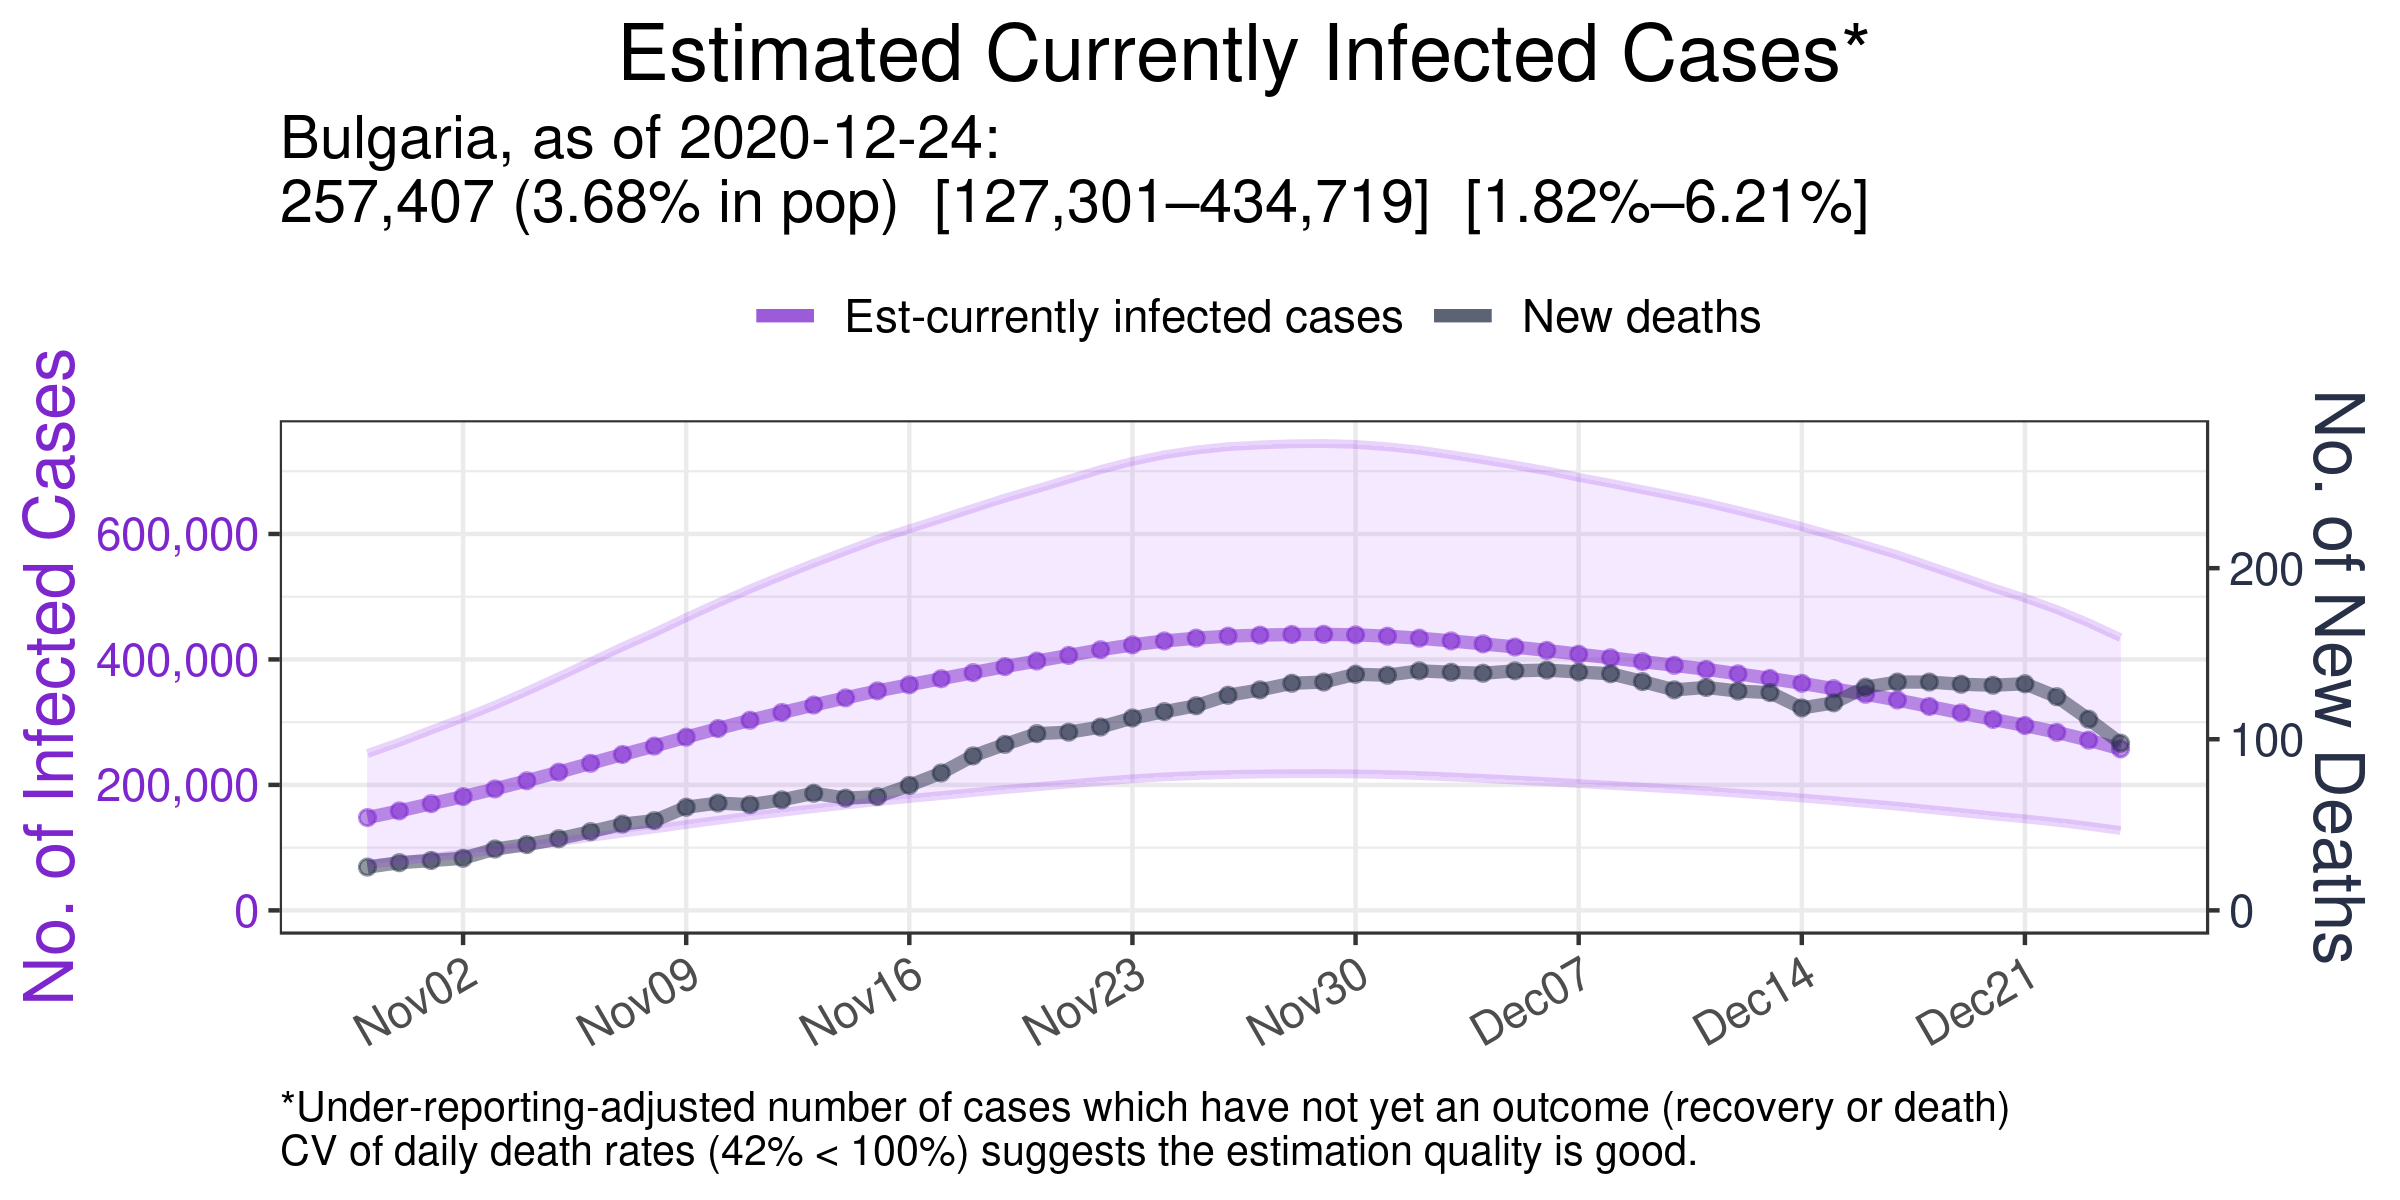 Estimated Currently Infected Cases*
Bulgaria, as of 2020-12-24:
257,407 (3.68% in pop)  [127,301–434,719]  [1.82%–6.21%]
Est-currently infected cases
New deaths
No. of Infected Cases
600,000
400,000
200,000
0
No. of New Deaths
200
100
0
Nov02
Nov09
Nov16
Nov23
Nov30
Dec07
Dec14
Dec21
*Under-reporting-adjusted number of cases which have not yet an outcome (recovery or death)
CV of daily death rates (42% < 100%) suggests the estimation quality is good.